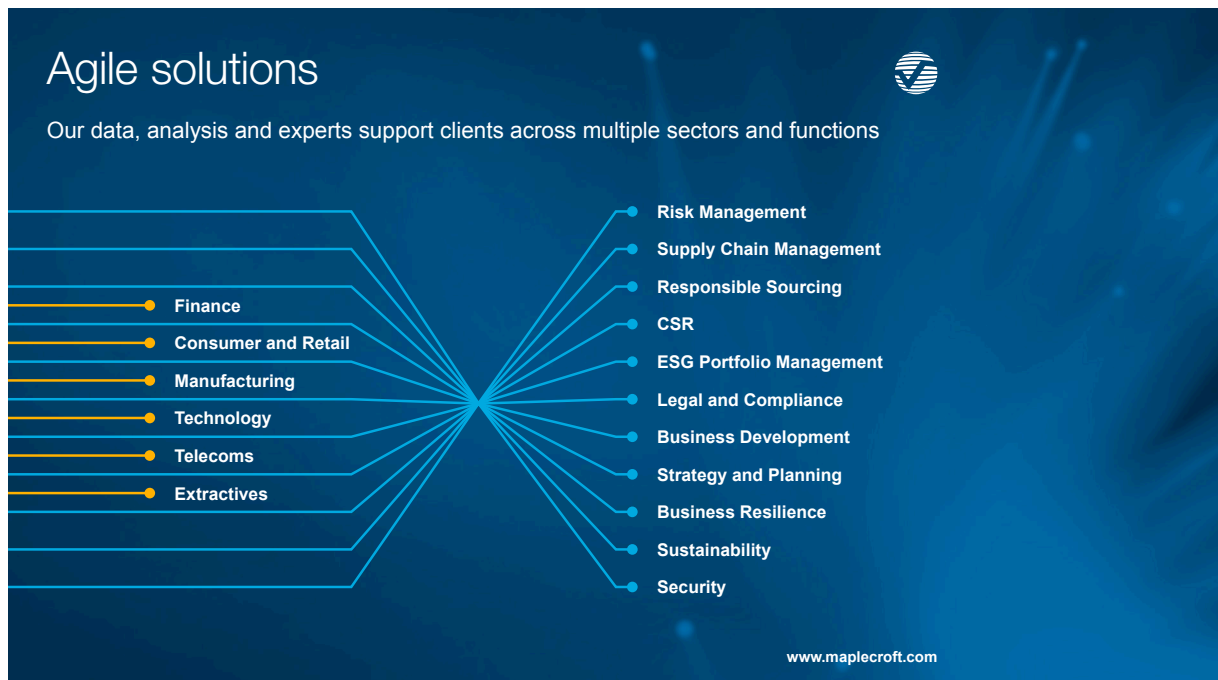 Agile solutions
Our data, analysis and experts support clients across multiple sectors and functions
Finance
Consumer and Retail
Manufacturing
Technology
Telecoms
Extractives
Risk Management
Supply Chain Management
Responsible Sourcing
CSR
ESG Portfolio Management
Legal and Compliance
Business Development
Strategy and Planning
Business Resilience
Sustainability
Security
www.maplecroft.com